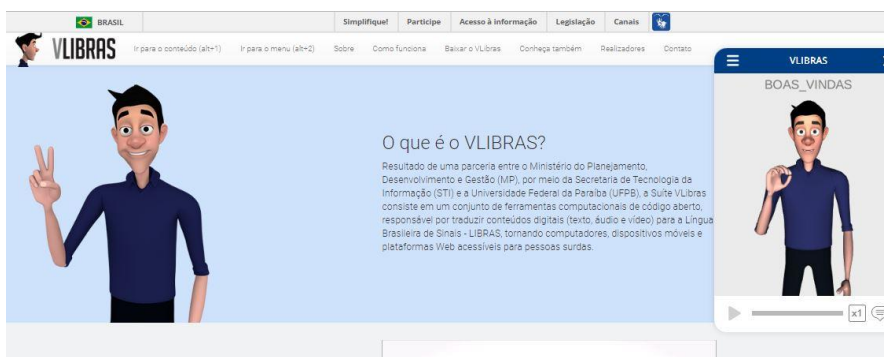 BRASIL Simplifique! Participe Acesso à informação Legislação Canais
VLIBRAS Ir para o conteúdo (alt+1) Ir para o menu (alt+2) Sobre Como funciona Baixar o VLibras Conheça também Realizadores Contato
VLIBRAS
BOAS_VINDAS
O que é o VLIBRAS?
Resultado de uma parceria entre o Ministério do Planejamento,
Desenvolvimento e Gestão (MP), por meio da Secretaria de Tecnologia da
Informação (STI) e a Universidade Federal da Paraíba (UFPB), a Suíte VLibras
consiste em um conjunto de ferramentas computacionais de código aberto,
responsável por traduzir conteúdos digitais (texto, áudio e vídeo) para a Língua
Brasileira de Sinais - LIBRAS, tornando computadores, dispositivos móveis e
plataformas Web acessíveis para pessoas surdas.
x1